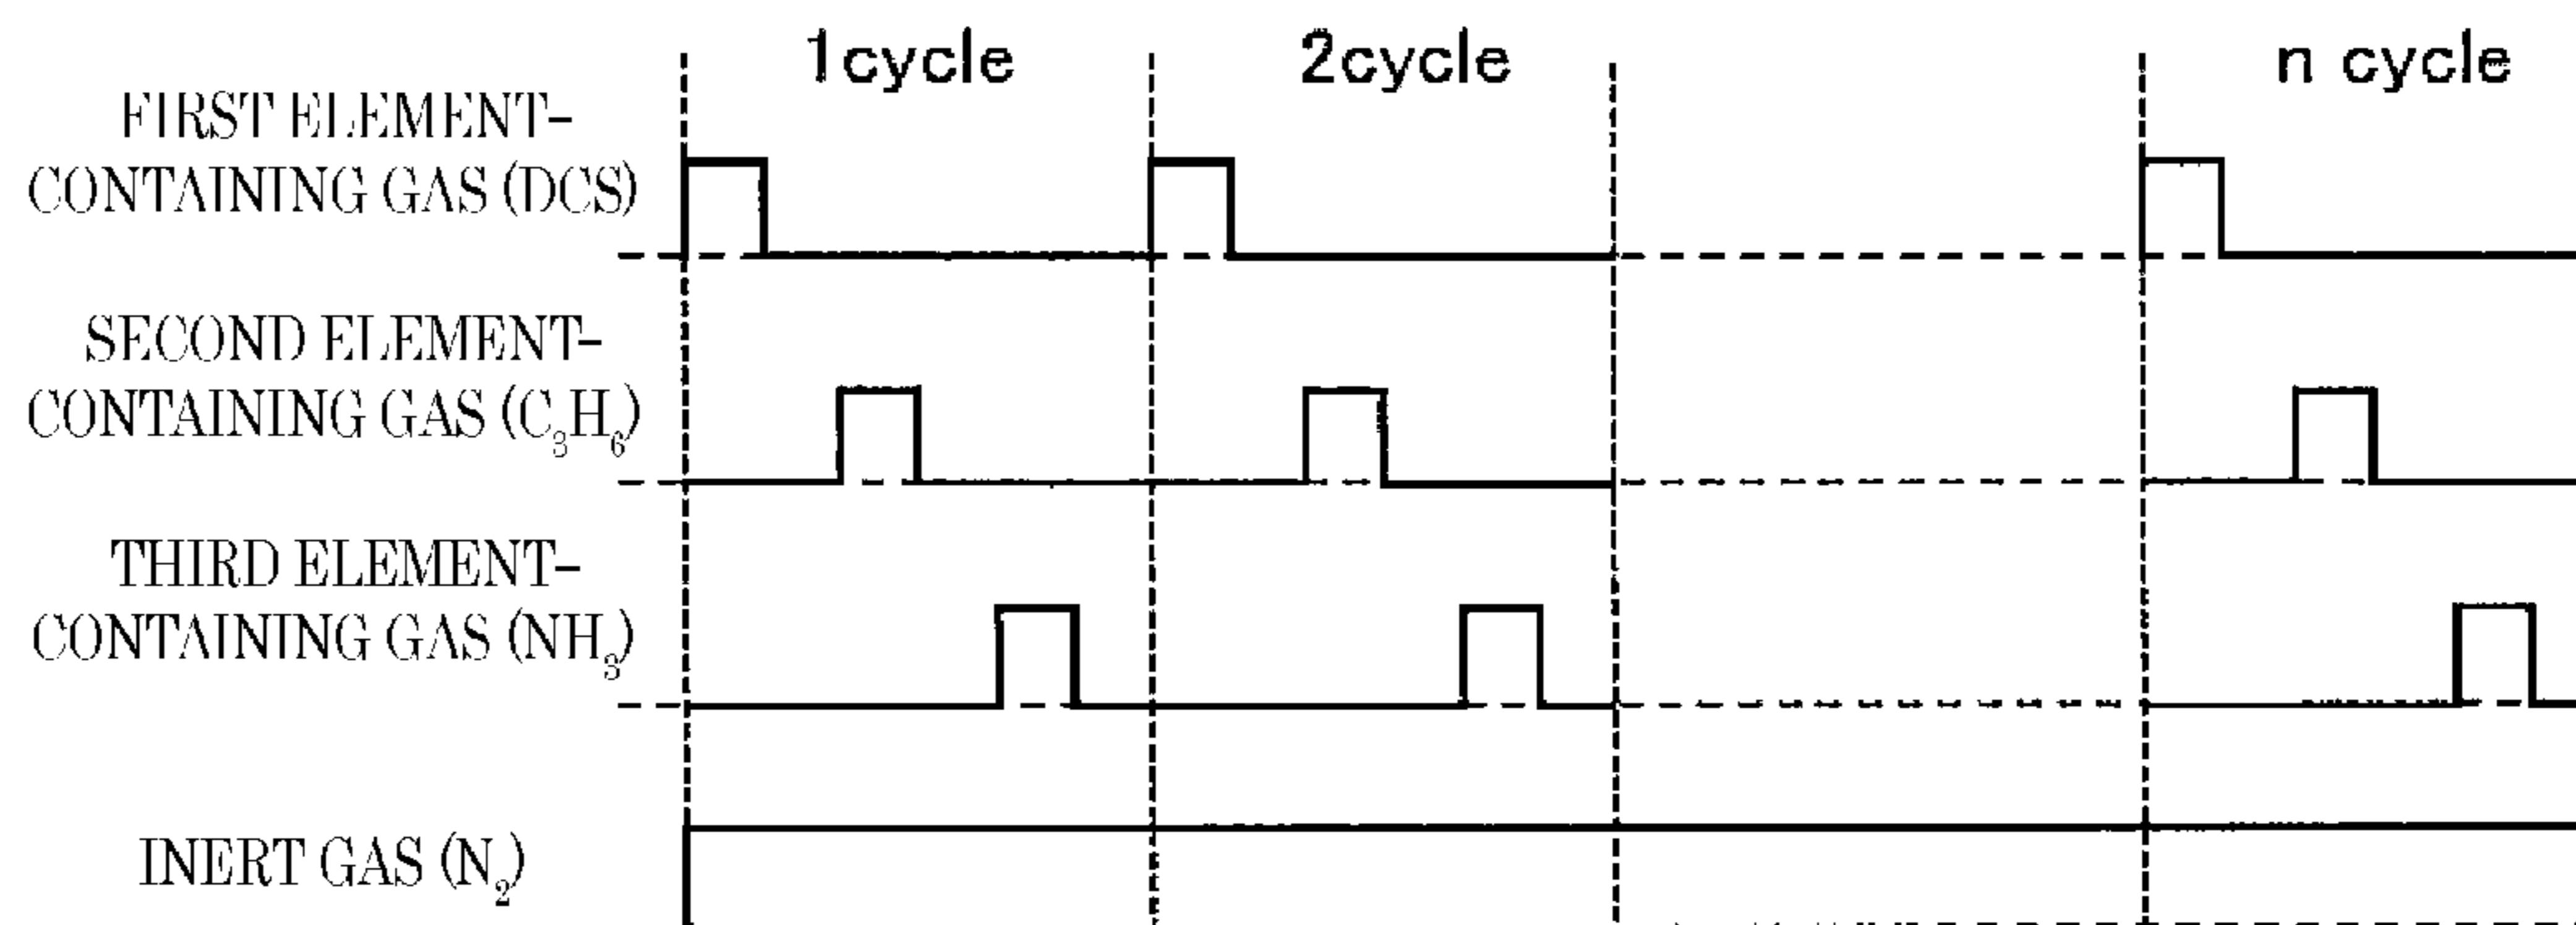 1cycle 2cycle n cycle
FIRST ELEMENT-
CONTAINING GAS (DCS)
SECOND ELEMENT-
CONTAINING GAS (C₃H₆)
THIRD ELEMENT-
CONTAINING GAS (NH₃)
INERT GAS (N₂)